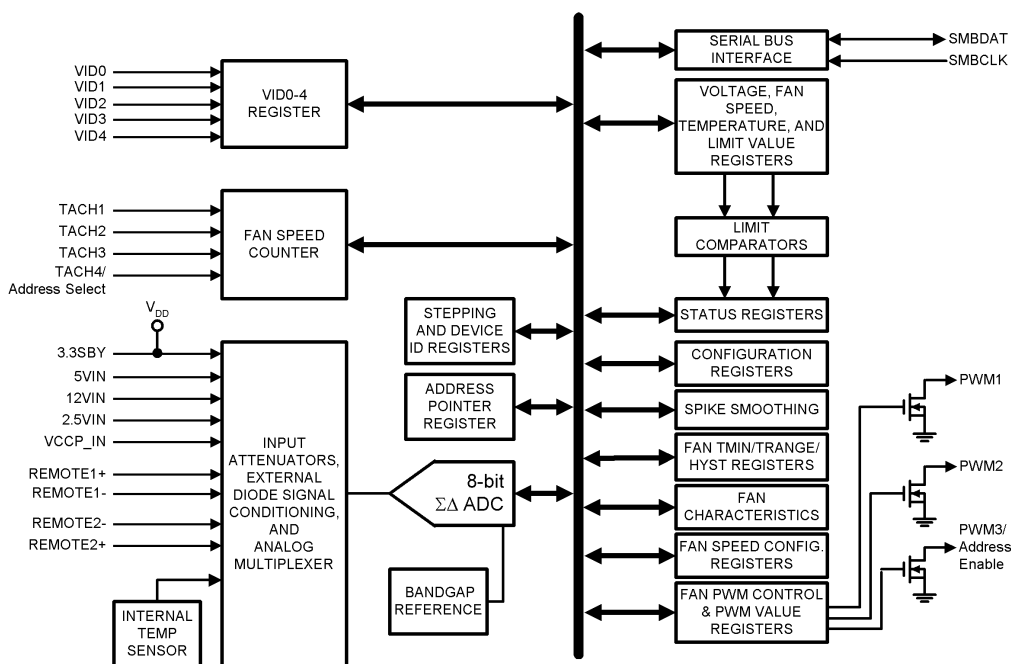 VID0
VID1
VID2
VID3
VID4
VID0-4
REGISTER
TACH1
TACH2
TACH3
TACH4/
Address Select
FAN SPEED
COUNTER
VDD
3.3SBY
5VIN
12VIN
2.5VIN
VCCP_IN
REMOTE1+
REMOTE1-
REMOTE2-
REMOTE2+
INTERNAL
TEMP
SENSOR
INPUT
ATTENUATORS,
EXTERNAL
DIODE SIGNAL
CONDITIONING,
AND
ANALOG
MULTIPLEXER
STEPPING
AND DEVICE
ID REGISTERS
ADDRESS
POINTER
REGISTER
8-bit
ΣΔ ADC
BANDGAP
REFERENCE
SERIAL BUS
INTERFACE
SMBDAT
SMBCLK
VOLTAGE, FAN
SPEED,
TEMPERATURE, AND
LIMIT VALUE
REGISTERS
LIMIT
COMPARATORS
STATUS REGISTERS
CONFIGURATION
REGISTERS
SPIKE SMOOTHING
FAN TMIN/TRANGE/
HYST REGISTERS
FAN
CHARACTERISTICS
FAN SPEED CONFIG.
REGISTERS
FAN PWM CONTROL
& PWM VALUE
REGISTERS
PWM1
PWM2
PWM3/
Address
Enable